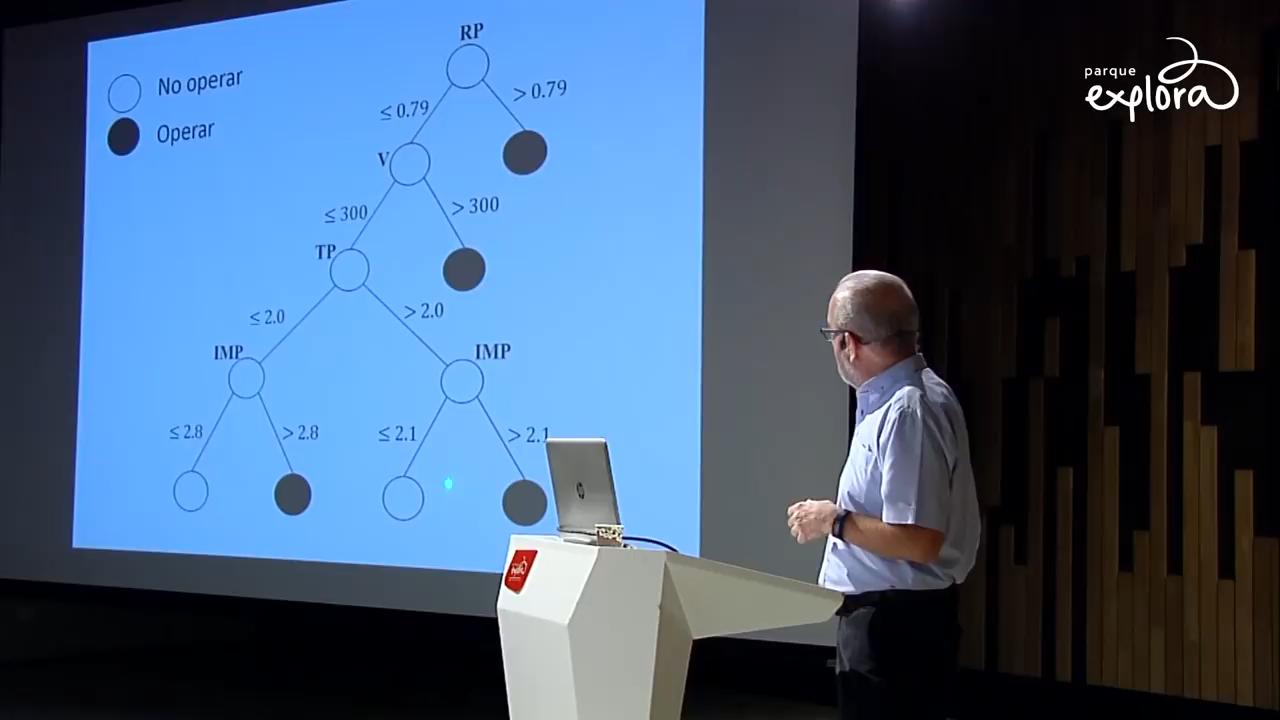 RP
No operar
≤ 0.79
> 0.79
Operar
V
≤ 300
> 300
TP
≤ 2.0
> 2.0
IMP
IMP
≤ 2.8
> 2.8
≤ 2.1
> 2.1
parque
explora
hp